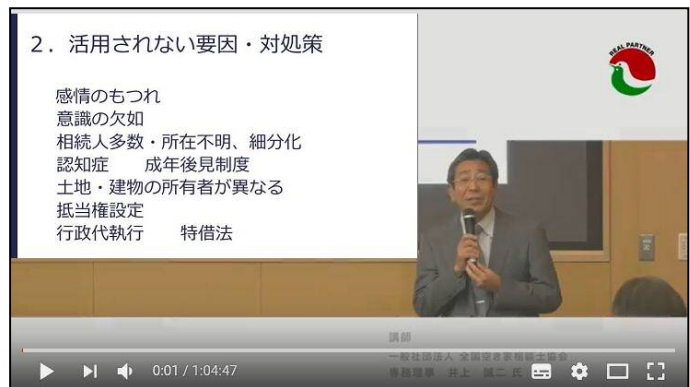 2．活用されない要因・対処策
感情のもつれ
意識の欠如
相続人多数・所在不明、細分化
認知症　　成年後見制度
土地・建物の所有者が異なる
抵当権設定
行政代執行　　特借法
REAL PARTNER
講師
一般社団法人 全国空き家相談士協会
専務理事 井上 誠二 氏
0:01 / 1:04:47